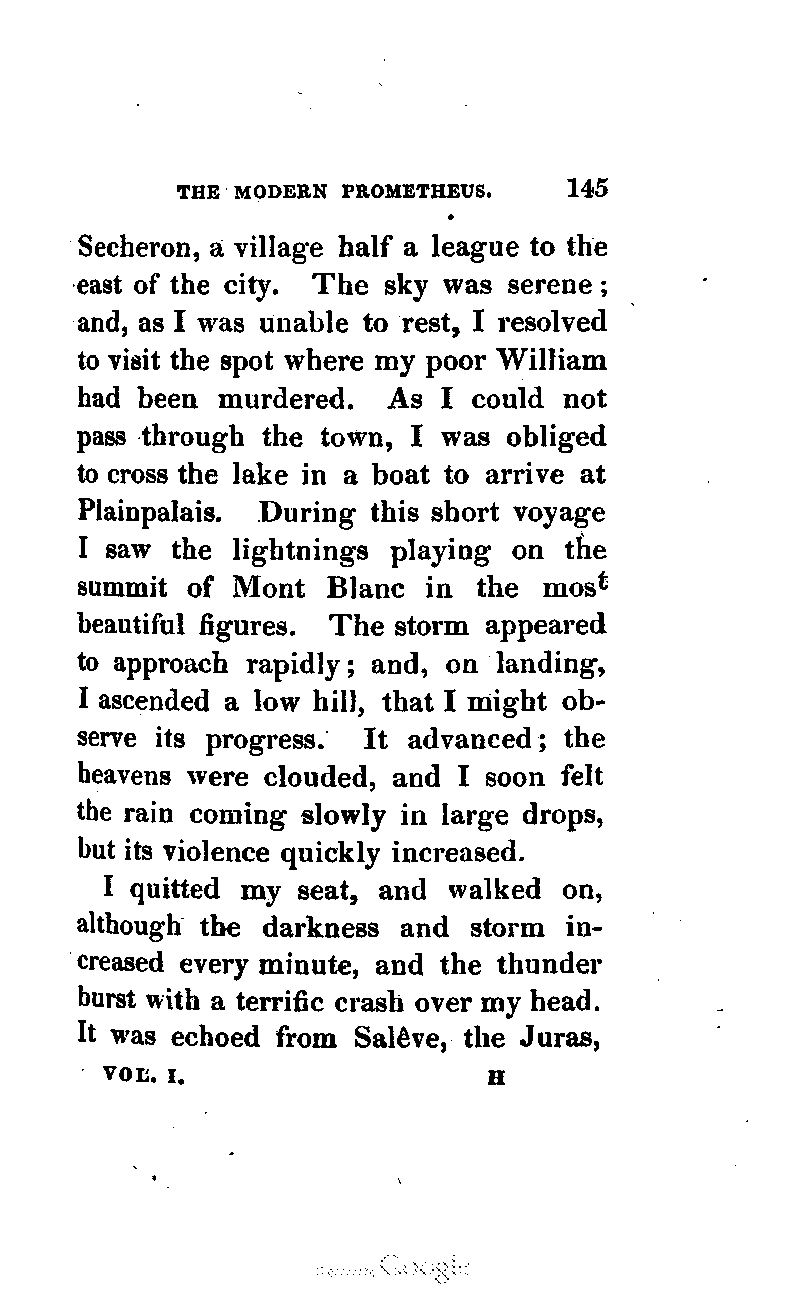 THE MODERN PROMETHEUS. 145
Secheron, a village half a league to the
east of the city. The sky was serene;
and, as I was unable to rest, I resolved
to visit the spot where my poor William
had been murdered. As I could not
pass through the town, I was obliged
to cross the lake in a boat to arrive at
Plainpalais. During this short voyage
I saw the lightnings playing on the
summit of Mont Blanc in the most
beautiful figures. The storm appeared
to approach rapidly; and, on landing,
I ascended a low hill, that I might ob-
serve its progress. It advanced; the
heavens were clouded, and I soon felt
the rain coming slowly in large drops,
but its violence quickly increased.
I quitted my seat, and walked on,
although the darkness and storm in-
creased every minute, and the thunder
burst with a terrific crash over my head.
It was echoed from Salêve, the Juras,
VOL. I. H
Google